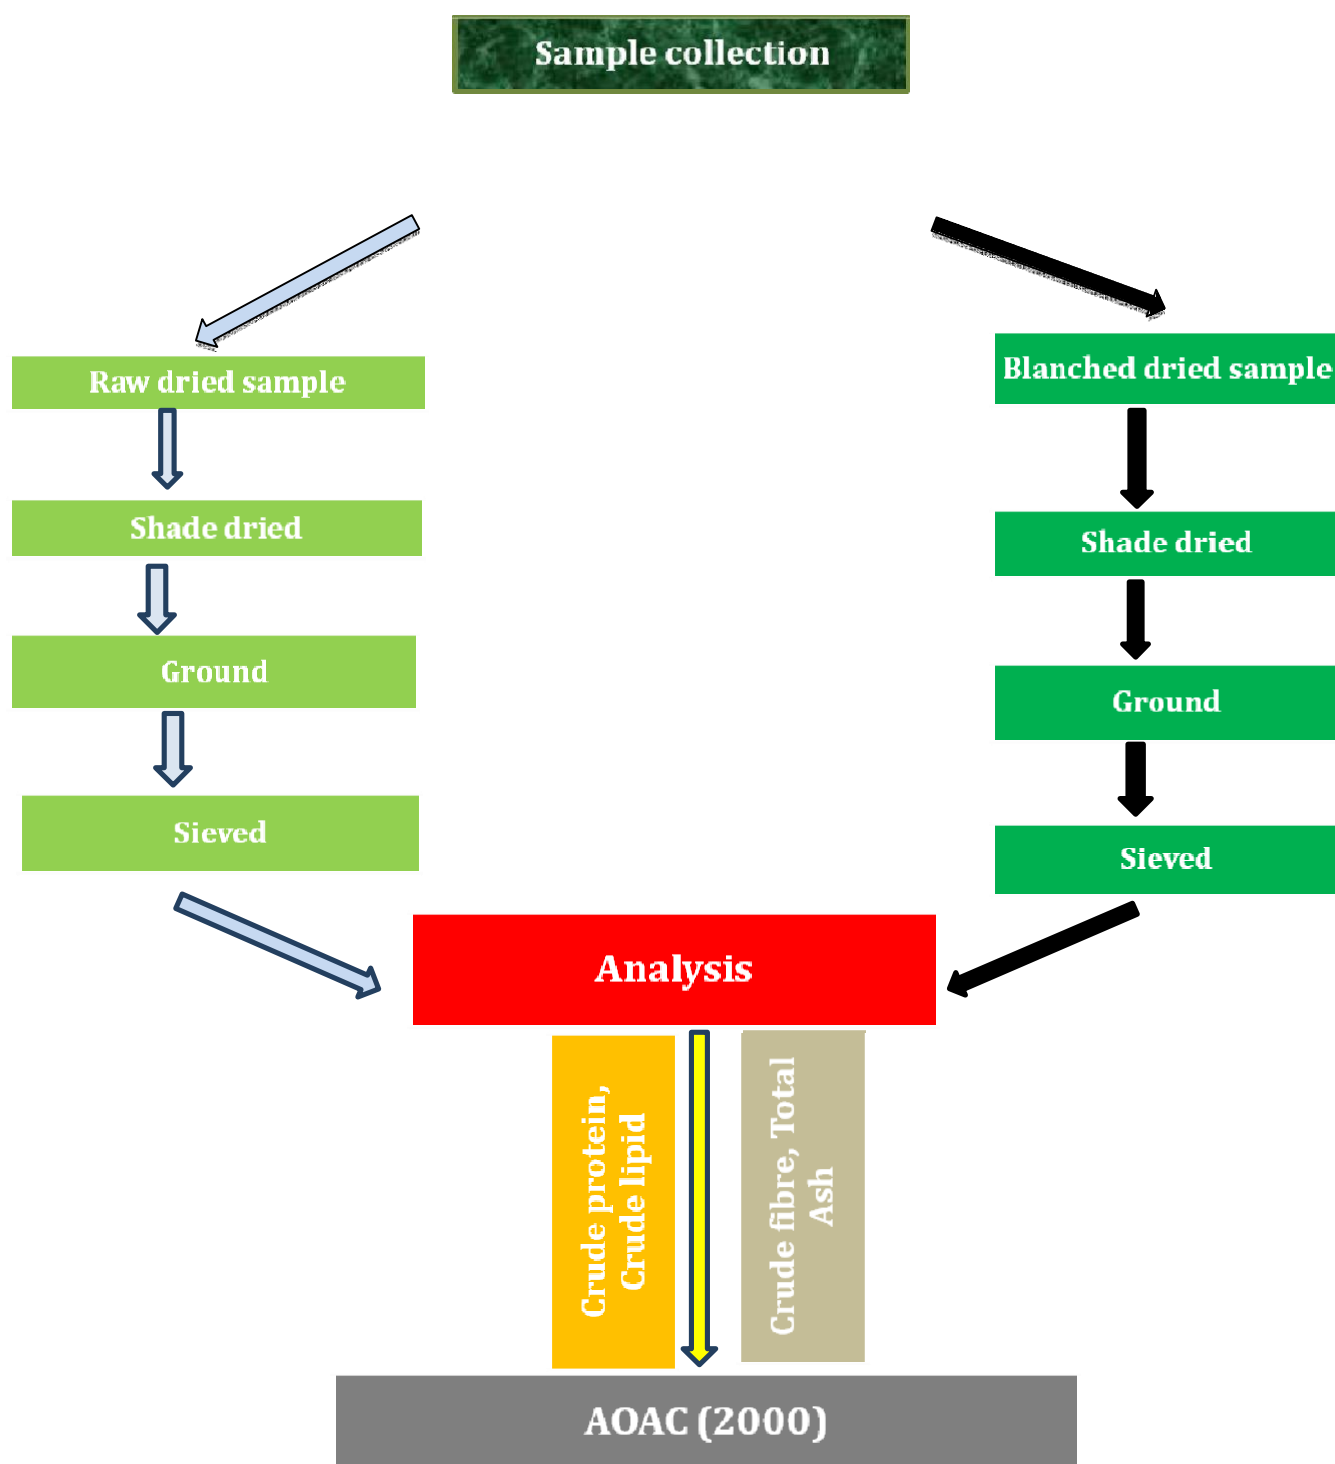 Sample collection
Raw dried sample
Blanched dried sample
Shade dried
Shade dried
Ground
Ground
Sieved
Sieved
Analysis
Crude protein,
Crude lipid
Crude fibre, Total
Ash
AOAC (2000)